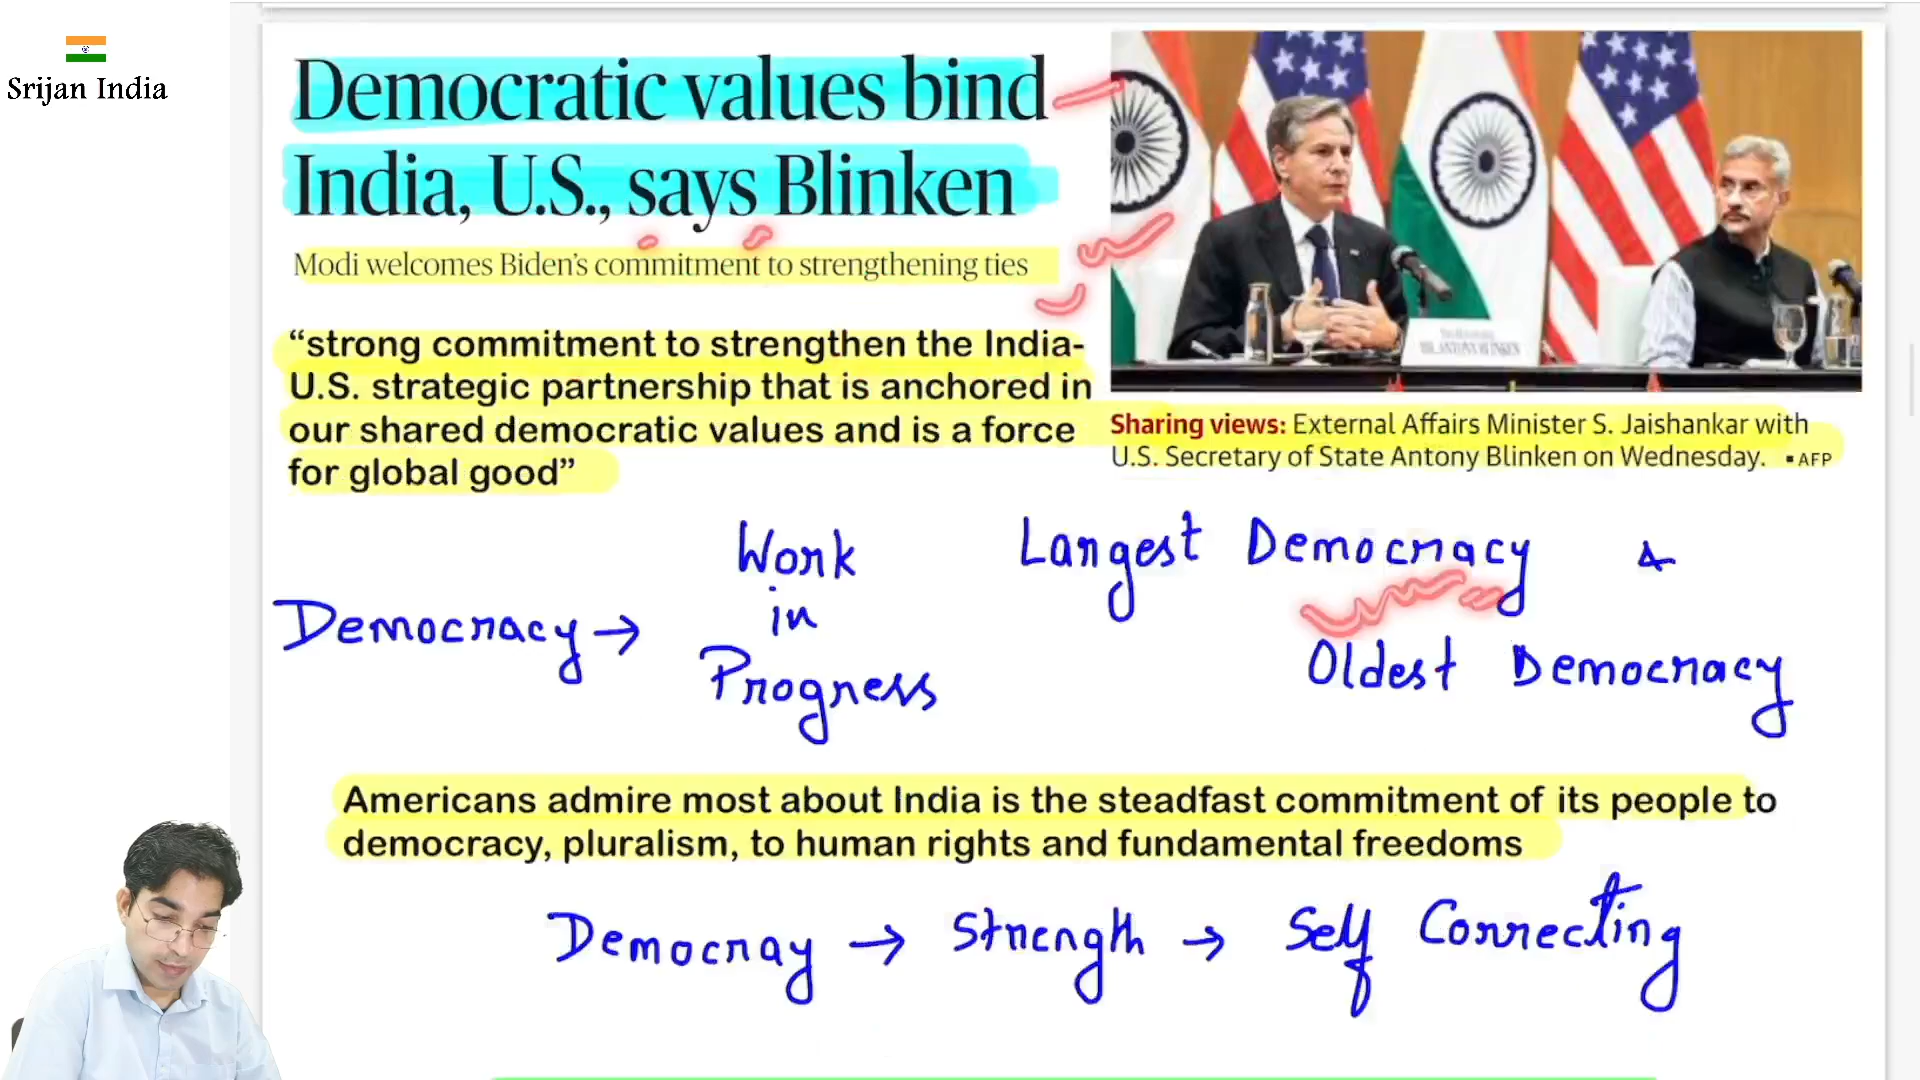 Srijan India
Democratic values bind
India, U.S., says Blinken
Modi welcomes Biden's commitment to strengthening ties
“strong commitment to strengthen the India-
U.S. strategic partnership that is anchored in
our shared democratic values and is a force
for global good”
MR. ANTONY BLINKEN
Sharing views: External Affairs Minister S. Jaishankar with
U.S. Secretary of State Antony Blinken on Wednesday. ▪ AFP
Democracy →
Work
in
Progress
Largest Democracy &
Oldest Democracy
Americans admire most about India is the steadfast commitment of its people to
democracy, pluralism, to human rights and fundamental freedoms
Democray → Strength → Self Correcting